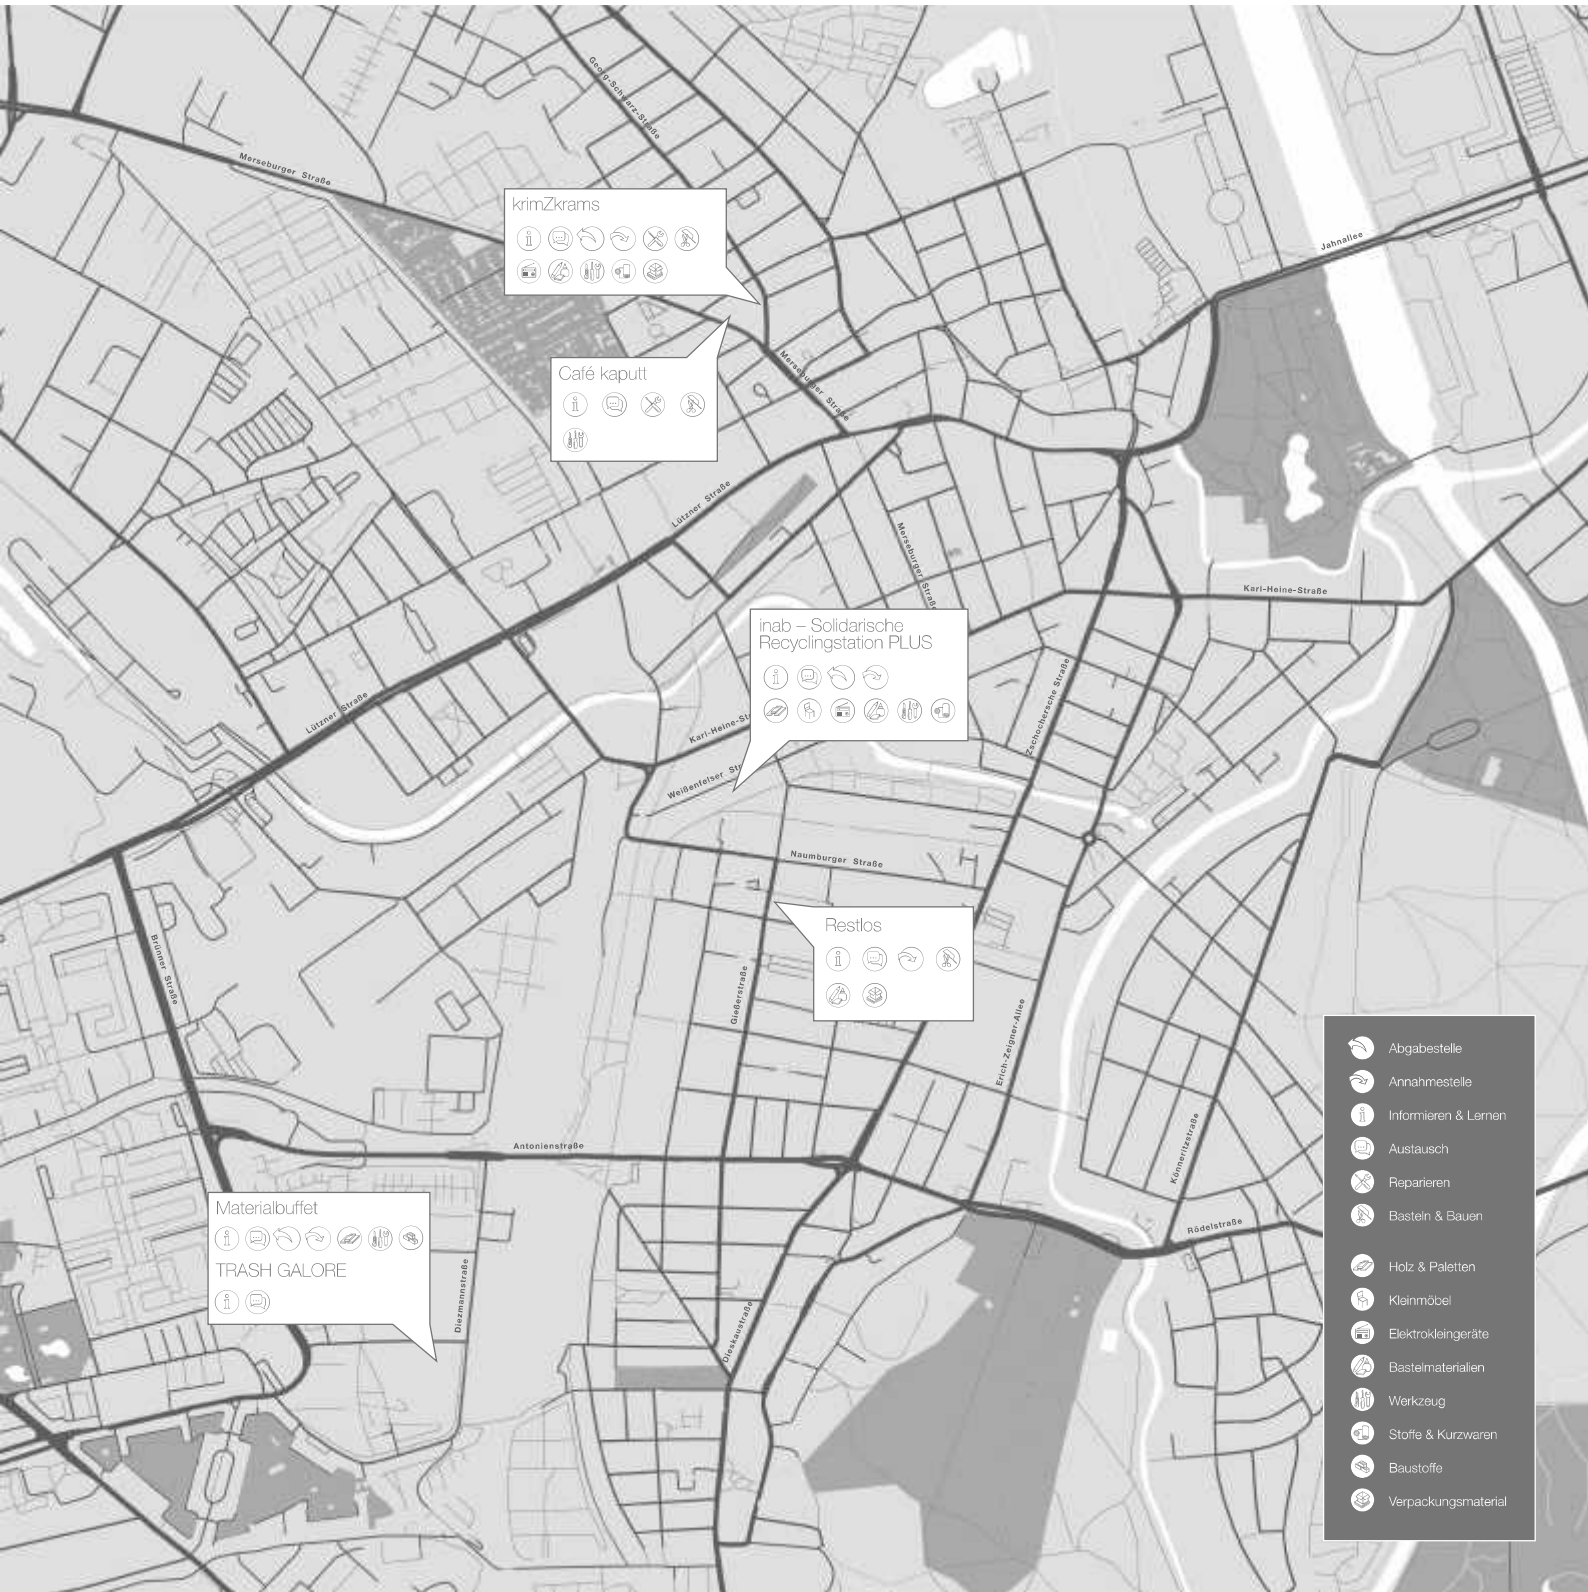 Georg-Schwarz-Straße
Merseburger Straße
krimZkrams
Jahnallee
Café kaputt
Merseburger Straße
Lützner Straße
Merseburger Straße
Karl-Heine-Straße
inab – Solidarische
Recyclingstation PLUS
Zschochersche Straße
Lützner Straße
Karl-Heine-Str
Weißenfelser Str
Naumburger Straße
Restlos
Brünner Straße
Gießerstraße
Erich-Zeigner-Allee
Könneritzstraße
Antonienstraße
Rödelstraße
Materialbuffet
TRASH GALORE
Diezmannstraße
Dieskaustraße
Abgabestelle
Annahmestelle
Informieren & Lernen
Austausch
Reparieren
Basteln & Bauen
Holz & Paletten
Kleinmöbel
Elektrokleingeräte
Bastelmaterialien
Werkzeug
Stoffe & Kurzwaren
Baustoffe
Verpackungsmaterial